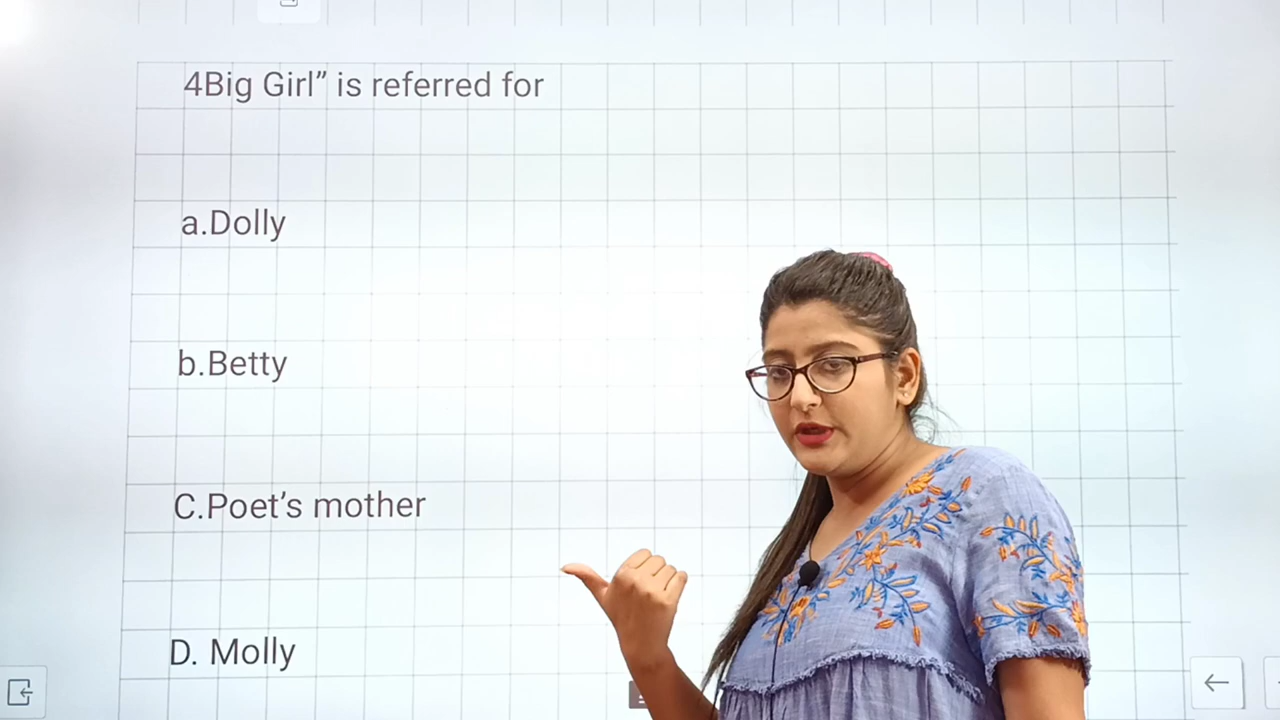 4Big Girl” is referred for
a.Dolly
b.Betty
C.Poet’s mother
D. Molly